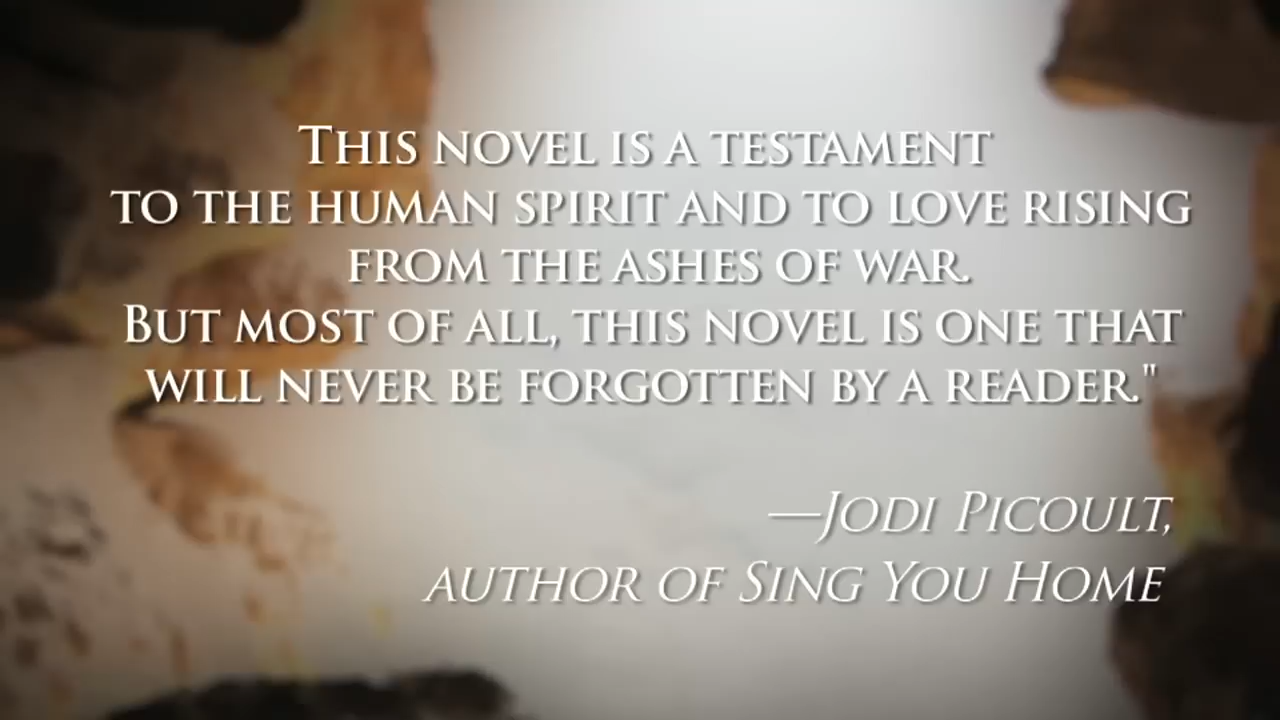 THIS NOVEL IS A TESTAMENT
TO THE HUMAN SPIRIT AND TO LOVE RISING
FROM THE ASHES OF WAR.
BUT MOST OF ALL, THIS NOVEL IS ONE THAT
WILL NEVER BE FORGOTTEN BY A READER."
—JODI PICOULT,
AUTHOR OF SING YOU HOME